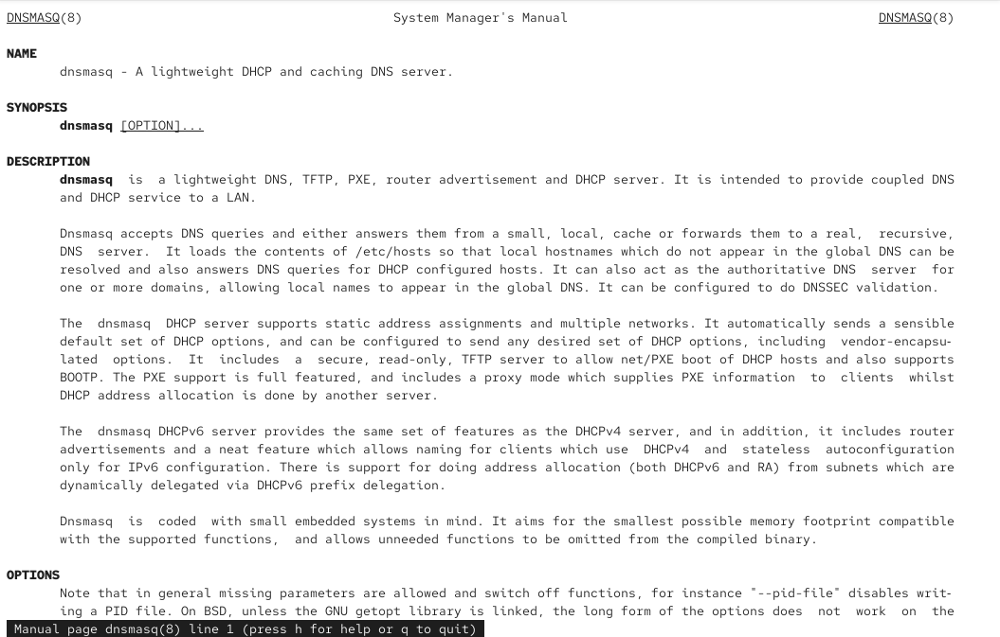 DNSMASQ(8) System Manager's Manual DNSMASQ(8)
NAME
dnsmasq - A lightweight DHCP and caching DNS server.
SYNOPSIS
dnsmasq [OPTION]...
DESCRIPTION
dnsmasq is a lightweight DNS, TFTP, PXE, router advertisement and DHCP server. It is intended to provide coupled DNS
and DHCP service to a LAN.
Dnsmasq accepts DNS queries and either answers them from a small, local, cache or forwards them to a real, recursive,
DNS server. It loads the contents of /etc/hosts so that local hostnames which do not appear in the global DNS can be
resolved and also answers DNS queries for DHCP configured hosts. It can also act as the authoritative DNS server for
one or more domains, allowing local names to appear in the global DNS. It can be configured to do DNSSEC validation.
The dnsmasq DHCP server supports static address assignments and multiple networks. It automatically sends a sensible
default set of DHCP options, and can be configured to send any desired set of DHCP options, including vendor-encapsu-
lated options. It includes a secure, read-only, TFTP server to allow net/PXE boot of DHCP hosts and also supports
BOOTP. The PXE support is full featured, and includes a proxy mode which supplies PXE information to clients whilst
DHCP address allocation is done by another server.
The dnsmasq DHCPv6 server provides the same set of features as the DHCPv4 server, and in addition, it includes router
advertisements and a neat feature which allows naming for clients which use DHCPv4 and stateless autoconfiguration
only for IPv6 configuration. There is support for doing address allocation (both DHCPv6 and RA) from subnets which are
dynamically delegated via DHCPv6 prefix delegation.
Dnsmasq is coded with small embedded systems in mind. It aims for the smallest possible memory footprint compatible
with the supported functions, and allows unneeded functions to be omitted from the compiled binary.
OPTIONS
Note that in general missing parameters are allowed and switch off functions, for instance "--pid-file" disables writ-
ing a PID file. On BSD, unless the GNU getopt library is linked, the long form of the options does not work on the
Manual page dnsmasq(8) line 1 (press h for help or q to quit)